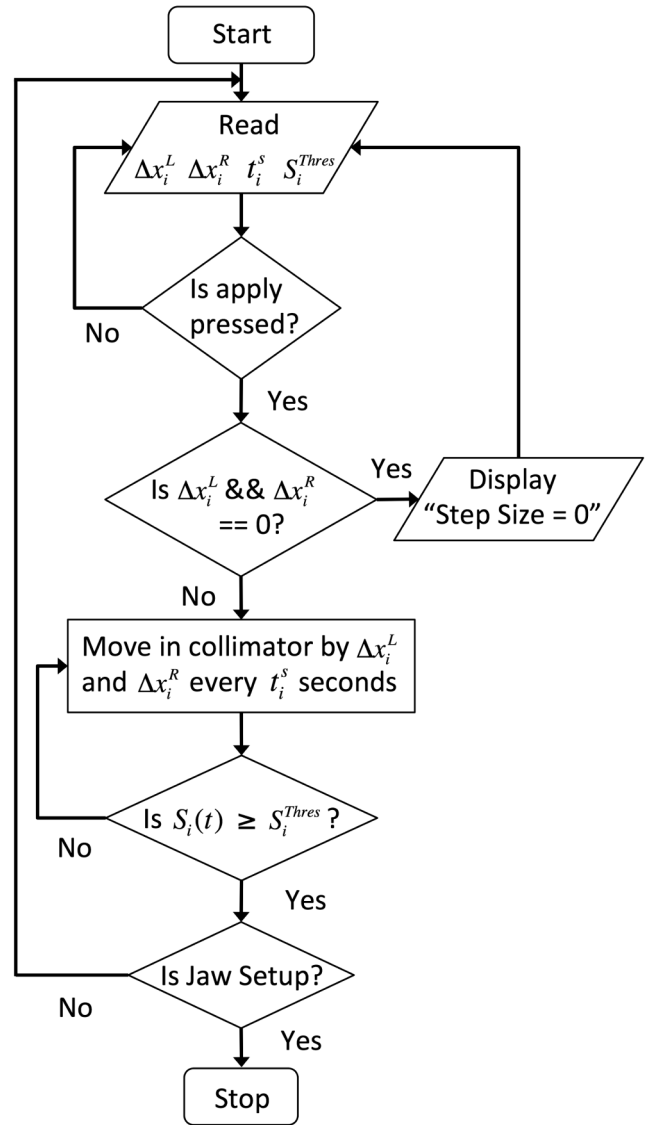 Start
Read
Δx_i^L Δx_i^R t_i^s S_i^Thres
Is apply
pressed?
No
Yes
Is Δx_i^L && Δx_i^R
== 0?
Yes
Display
“Step Size = 0”
No
Move in collimator by Δx_i^L
and Δx_i^R every t_i^s seconds
Is S_i(t) ≥ S_i^Thres ?
No
Yes
Is Jaw Setup?
No
Yes
Stop